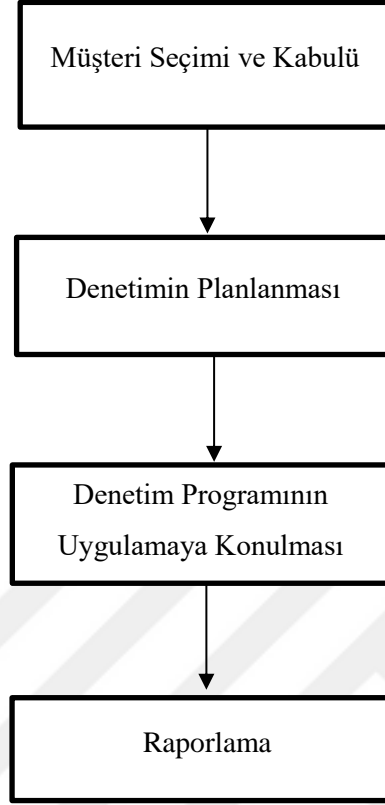 Müşteri Seçimi ve Kabulü
Denetimin Planlanması
Denetim Programının
Uygulamaya Konulması
Raporlama